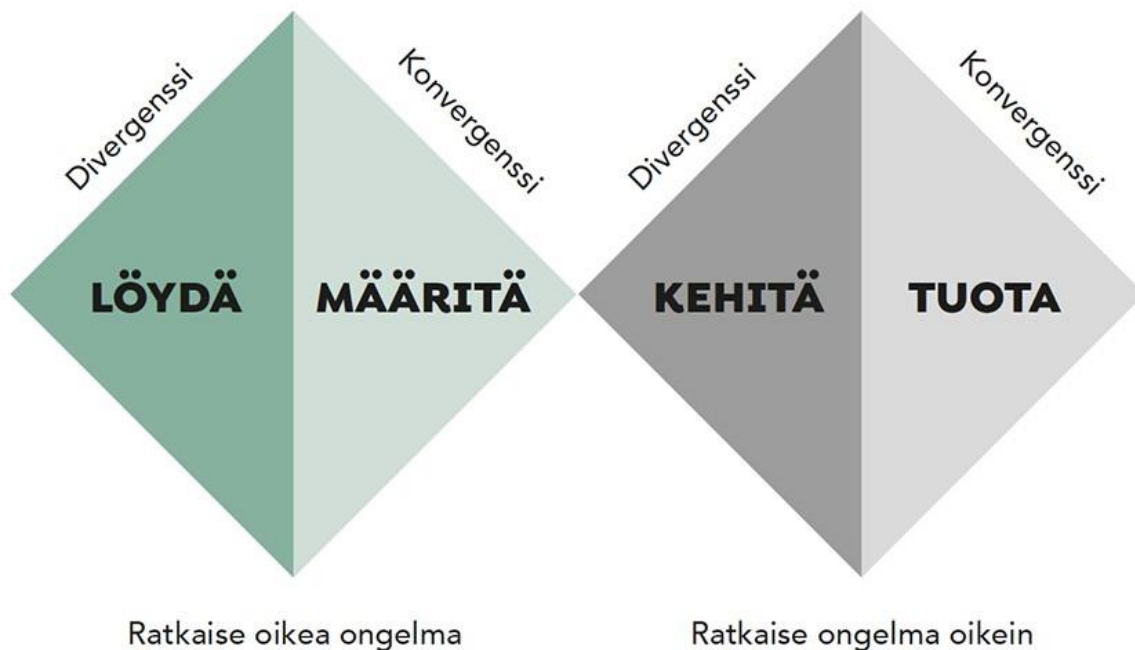 Divergenssi
Konvergenssi
Divergenssi
Konvergenssi
LÖYDÄ
MÄÄRITÄ
KEHITÄ
TUOTA
Ratkaise oikea ongelma
Ratkaise ongelma oikein